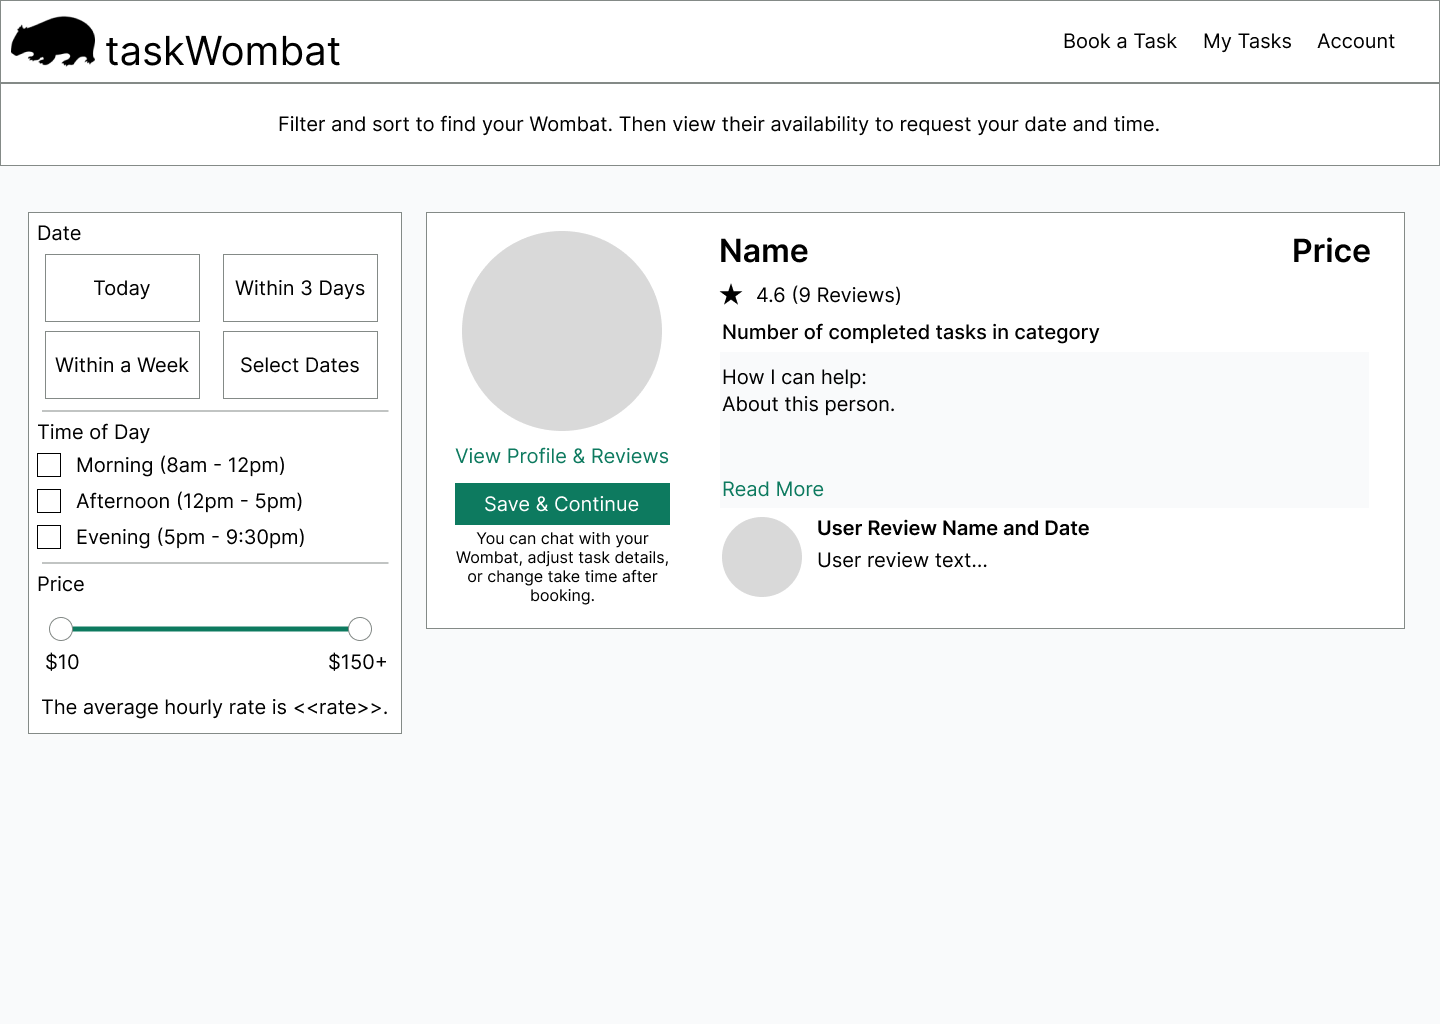 taskWombat
Book a Task
My Tasks
Account
Filter and sort to find your Wombat. Then view their availability to request your date and time.
Date
Today
Within 3 Days
Within a Week
Select Dates
Time of Day
Morning (8am - 12pm)
Afternoon (12pm - 5pm)
Evening (5pm - 9:30pm)
Price
$10
$150+
The average hourly rate is <<rate>>.
View Profile & Reviews
Save & Continue
You can chat with your
Wombat, adjust task details,
or change take time after
booking.
Name
Price
★ 4.6 (9 Reviews)
Number of completed tasks in category
How I can help:
About this person.
Read More
User Review Name and Date
User review text...